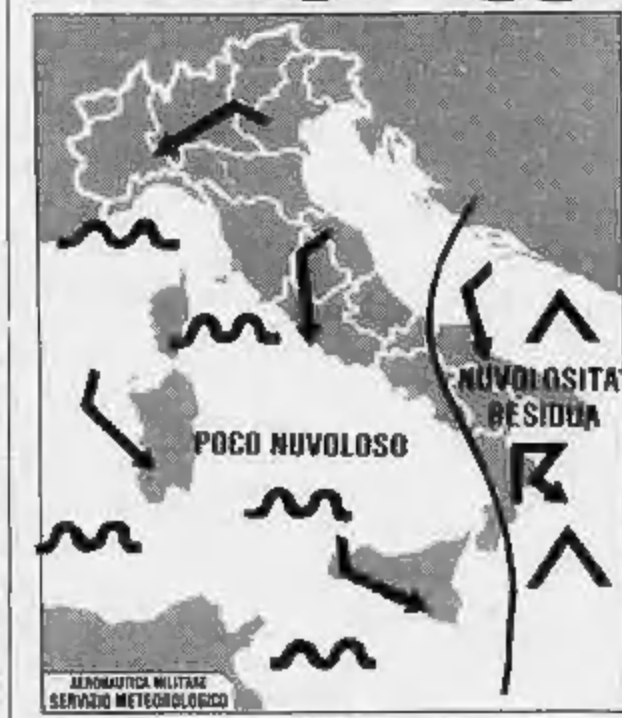 NUVOLOSITA'
RESIDUA
POCO NUVOLOSO
AERONAUTICA MILITARE
SERVIZIO METEOROLOGICO